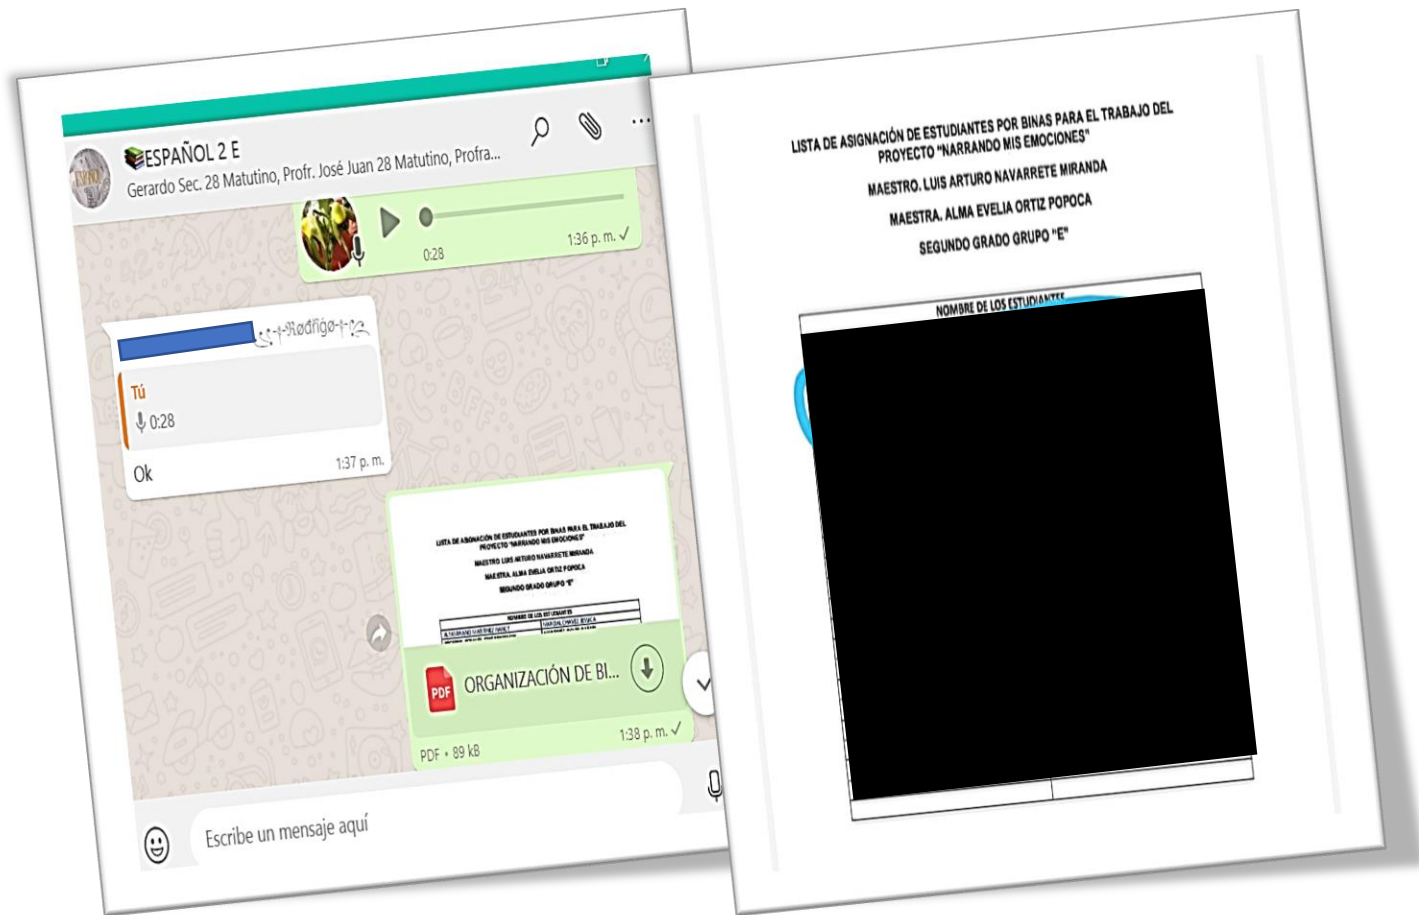 ESPAÑOL 2 E
Gerardo Sec. 28 Matutino, Profr. José Juan 28 Matutino, Profra...
0:28
1:36 p. m.
Rødrigø
Tú
0:28
Ok
1:37 p. m.
LISTA DE ASIGNACIÓN DE ESTUDIANTES POR BINAS PARA EL TRABAJO DEL
PROYECTO "NARRANDO MIS EMOCIONES"
MAESTRO. LUIS ARTURO NAVARRETE MIRANDA
MAESTRA. ALMA EVELIA ORTIZ POPOCA
SEGUNDO GRADO GRUPO "E"
NOMBRE DE LOS ESTUDIANTES
PDF
ORGANIZACIÓN DE BI...
PDF • 89 kB
1:38 p. m.
Escribe un mensaje aquí
LISTA DE ASIGNACIÓN DE ESTUDIANTES POR BINAS PARA EL TRABAJO DEL
PROYECTO "NARRANDO MIS EMOCIONES"
MAESTRO. LUIS ARTURO NAVARRETE MIRANDA
MAESTRA. ALMA EVELIA ORTIZ POPOCA
SEGUNDO GRADO GRUPO "E"
NOMBRE DE LOS ESTUDIANTES